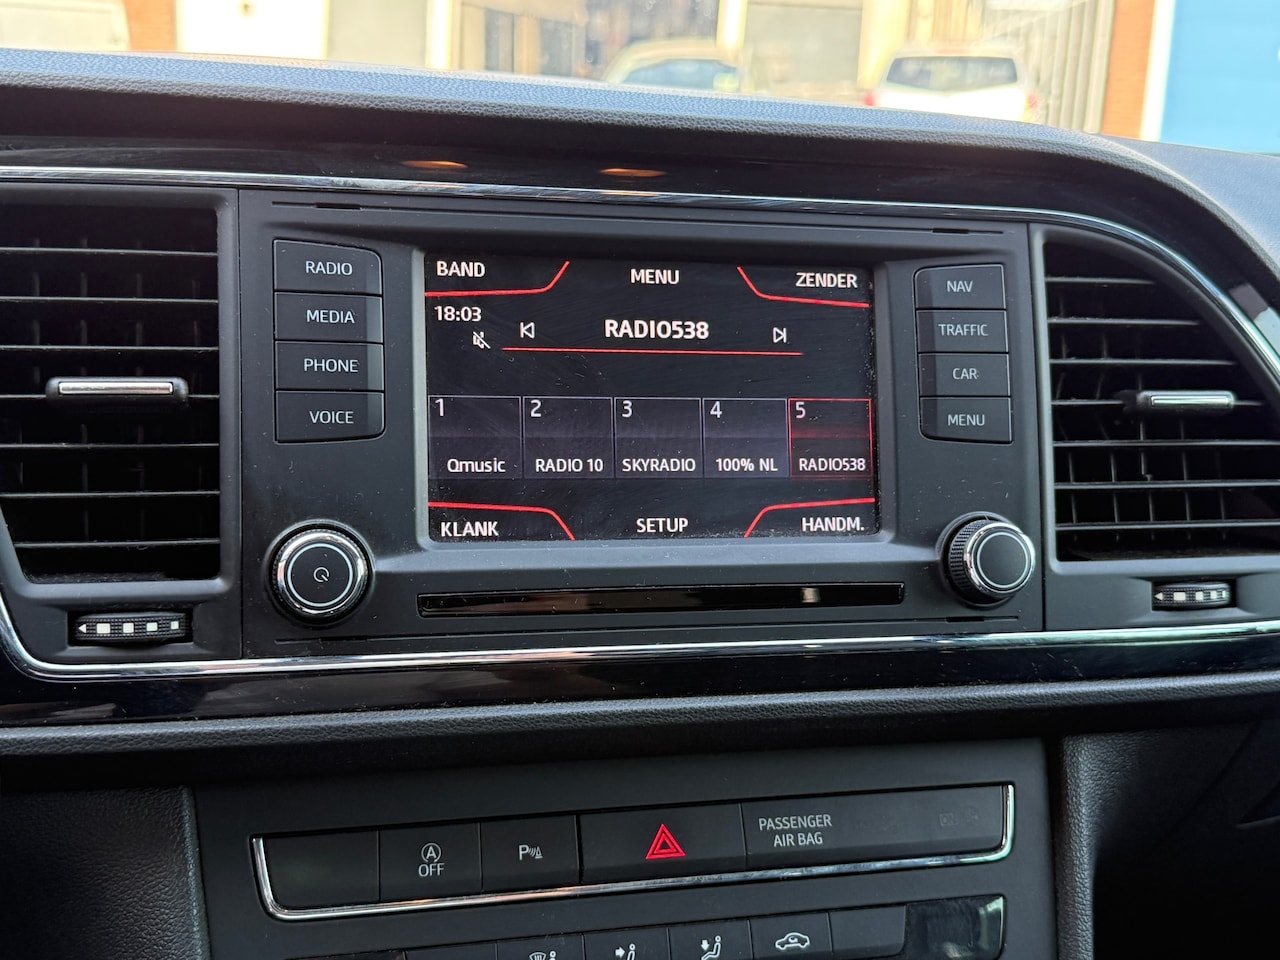 RADIO
MEDIA
PHONE
VOICE
BAND
MENU
ZENDER
18:03
RADIO538
1
2
3
4
5
Qmusic
RADIO 10
SKYRADIO
100% NL
RADIO538
KLANK
SETUP
HANDM.
NAV
TRAFFIC
CAR
MENU
A
OFF
P
PASSENGER
AIR BAG